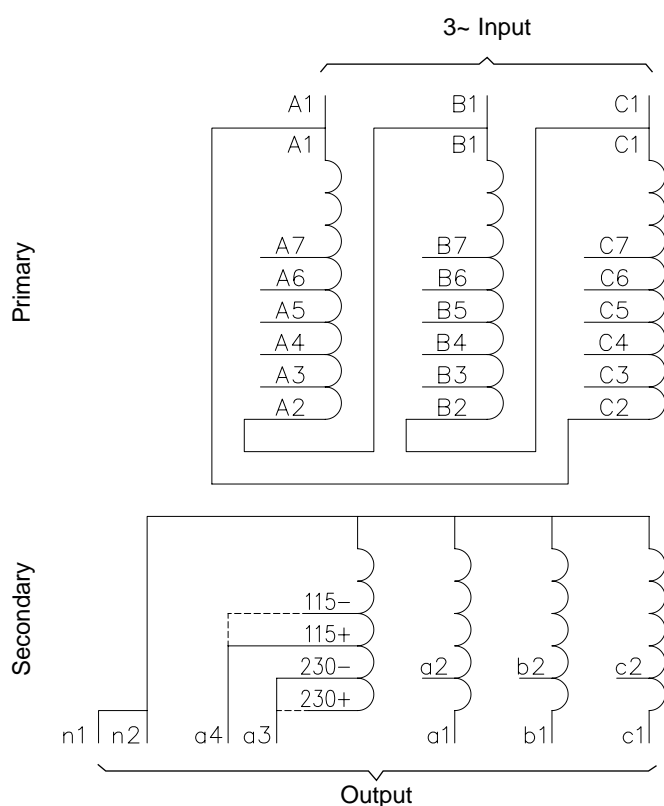 3~ Input
A1 B1 C1
A1 B1 C1
Primary
A7 B7 C7
A6 B6 C6
A5 B5 C5
A4 B4 C4
A3 B3 C3
A2 B2 C2
Secondary
115-
115+
230- a2 b2 c2
230+
n1 n2 a4 a3 a1 b1 c1
Output